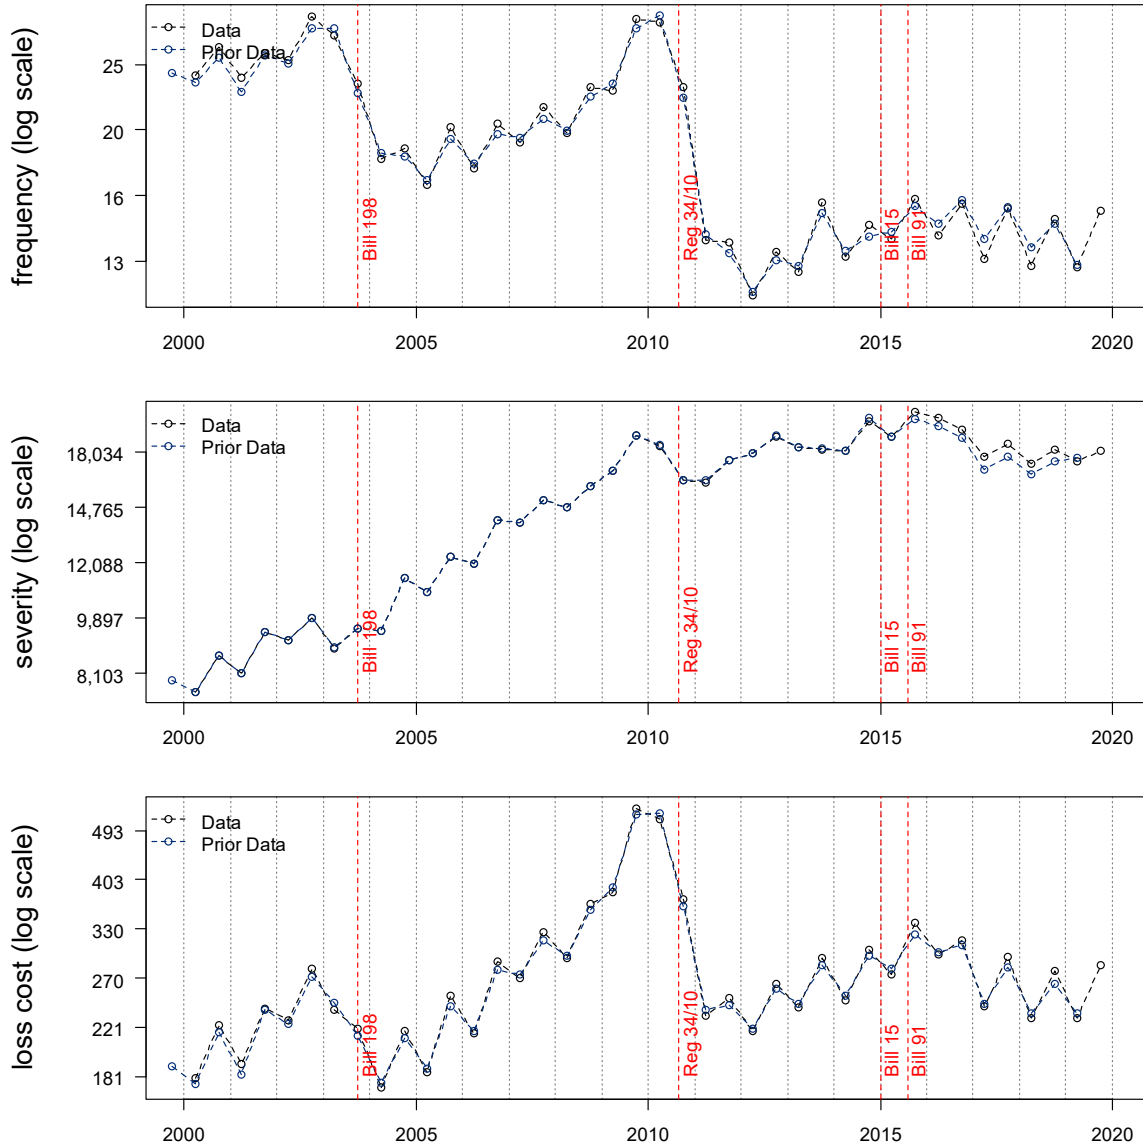 frequency (log scale)
25
20
16
13
Data
Prior Data
Bill 198
Reg 34/10
Bill 15
Bill 91
2000
2005
2010
2015
2020
severity (log scale)
18,034
14,765
12,088
9,897
8,103
Data
Prior Data
Bill 198
Reg 34/10
Bill 15
Bill 91
2000
2005
2010
2015
2020
loss cost (log scale)
493
403
330
270
221
181
Data
Prior Data
Bill 198
Reg 34/10
Bill 15
Bill 91
2000
2005
2010
2015
2020